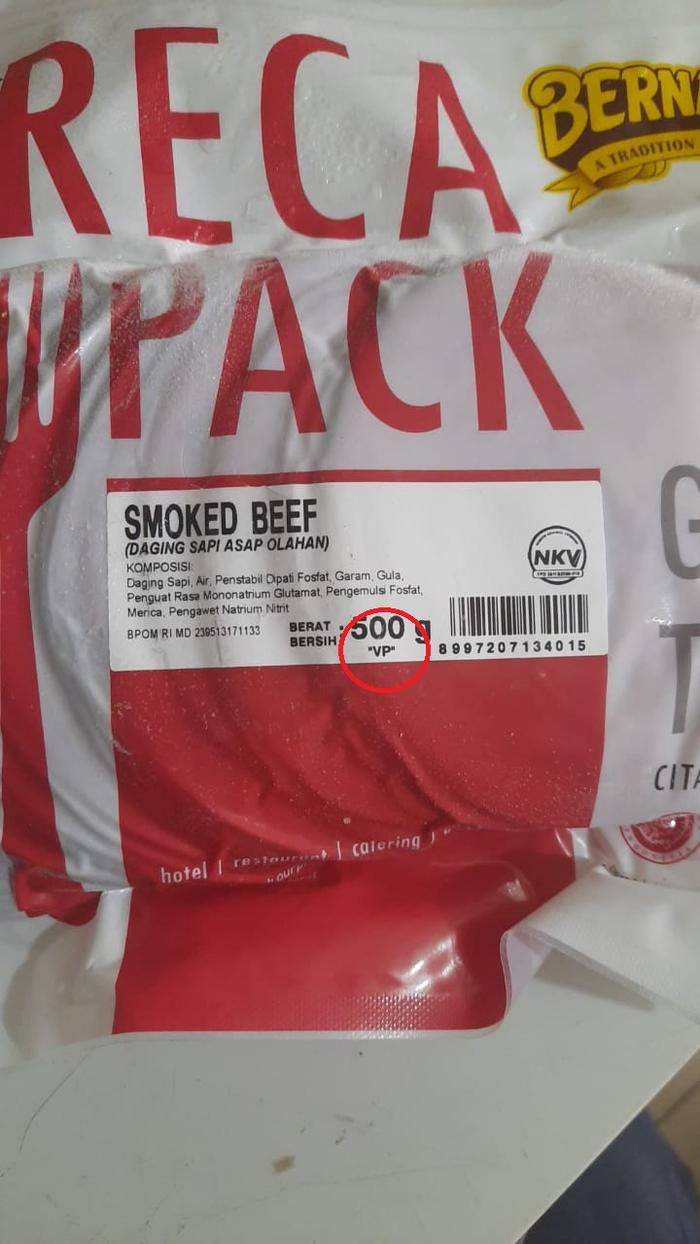 RECA
BERNA
A TRADITION
PACK
SMOKED BEEF
(DAGING SAPI ASAP OLAHAN)
KOMPOSISI:
Daging Sapi, Air, Penstabil Dipati Fosfat, Garam, Gula,
Penguat Rasa Mononatrium Glutamat, Pengemulsi Fosfat,
Merica, Pengawet Natrium Nitrit
BPOM RI MD 239513171133
BERAT
BERSIH
: 500 g
"VP"
NKV
8997207134015
G
T
CITA
hotel | restaurant | catering |